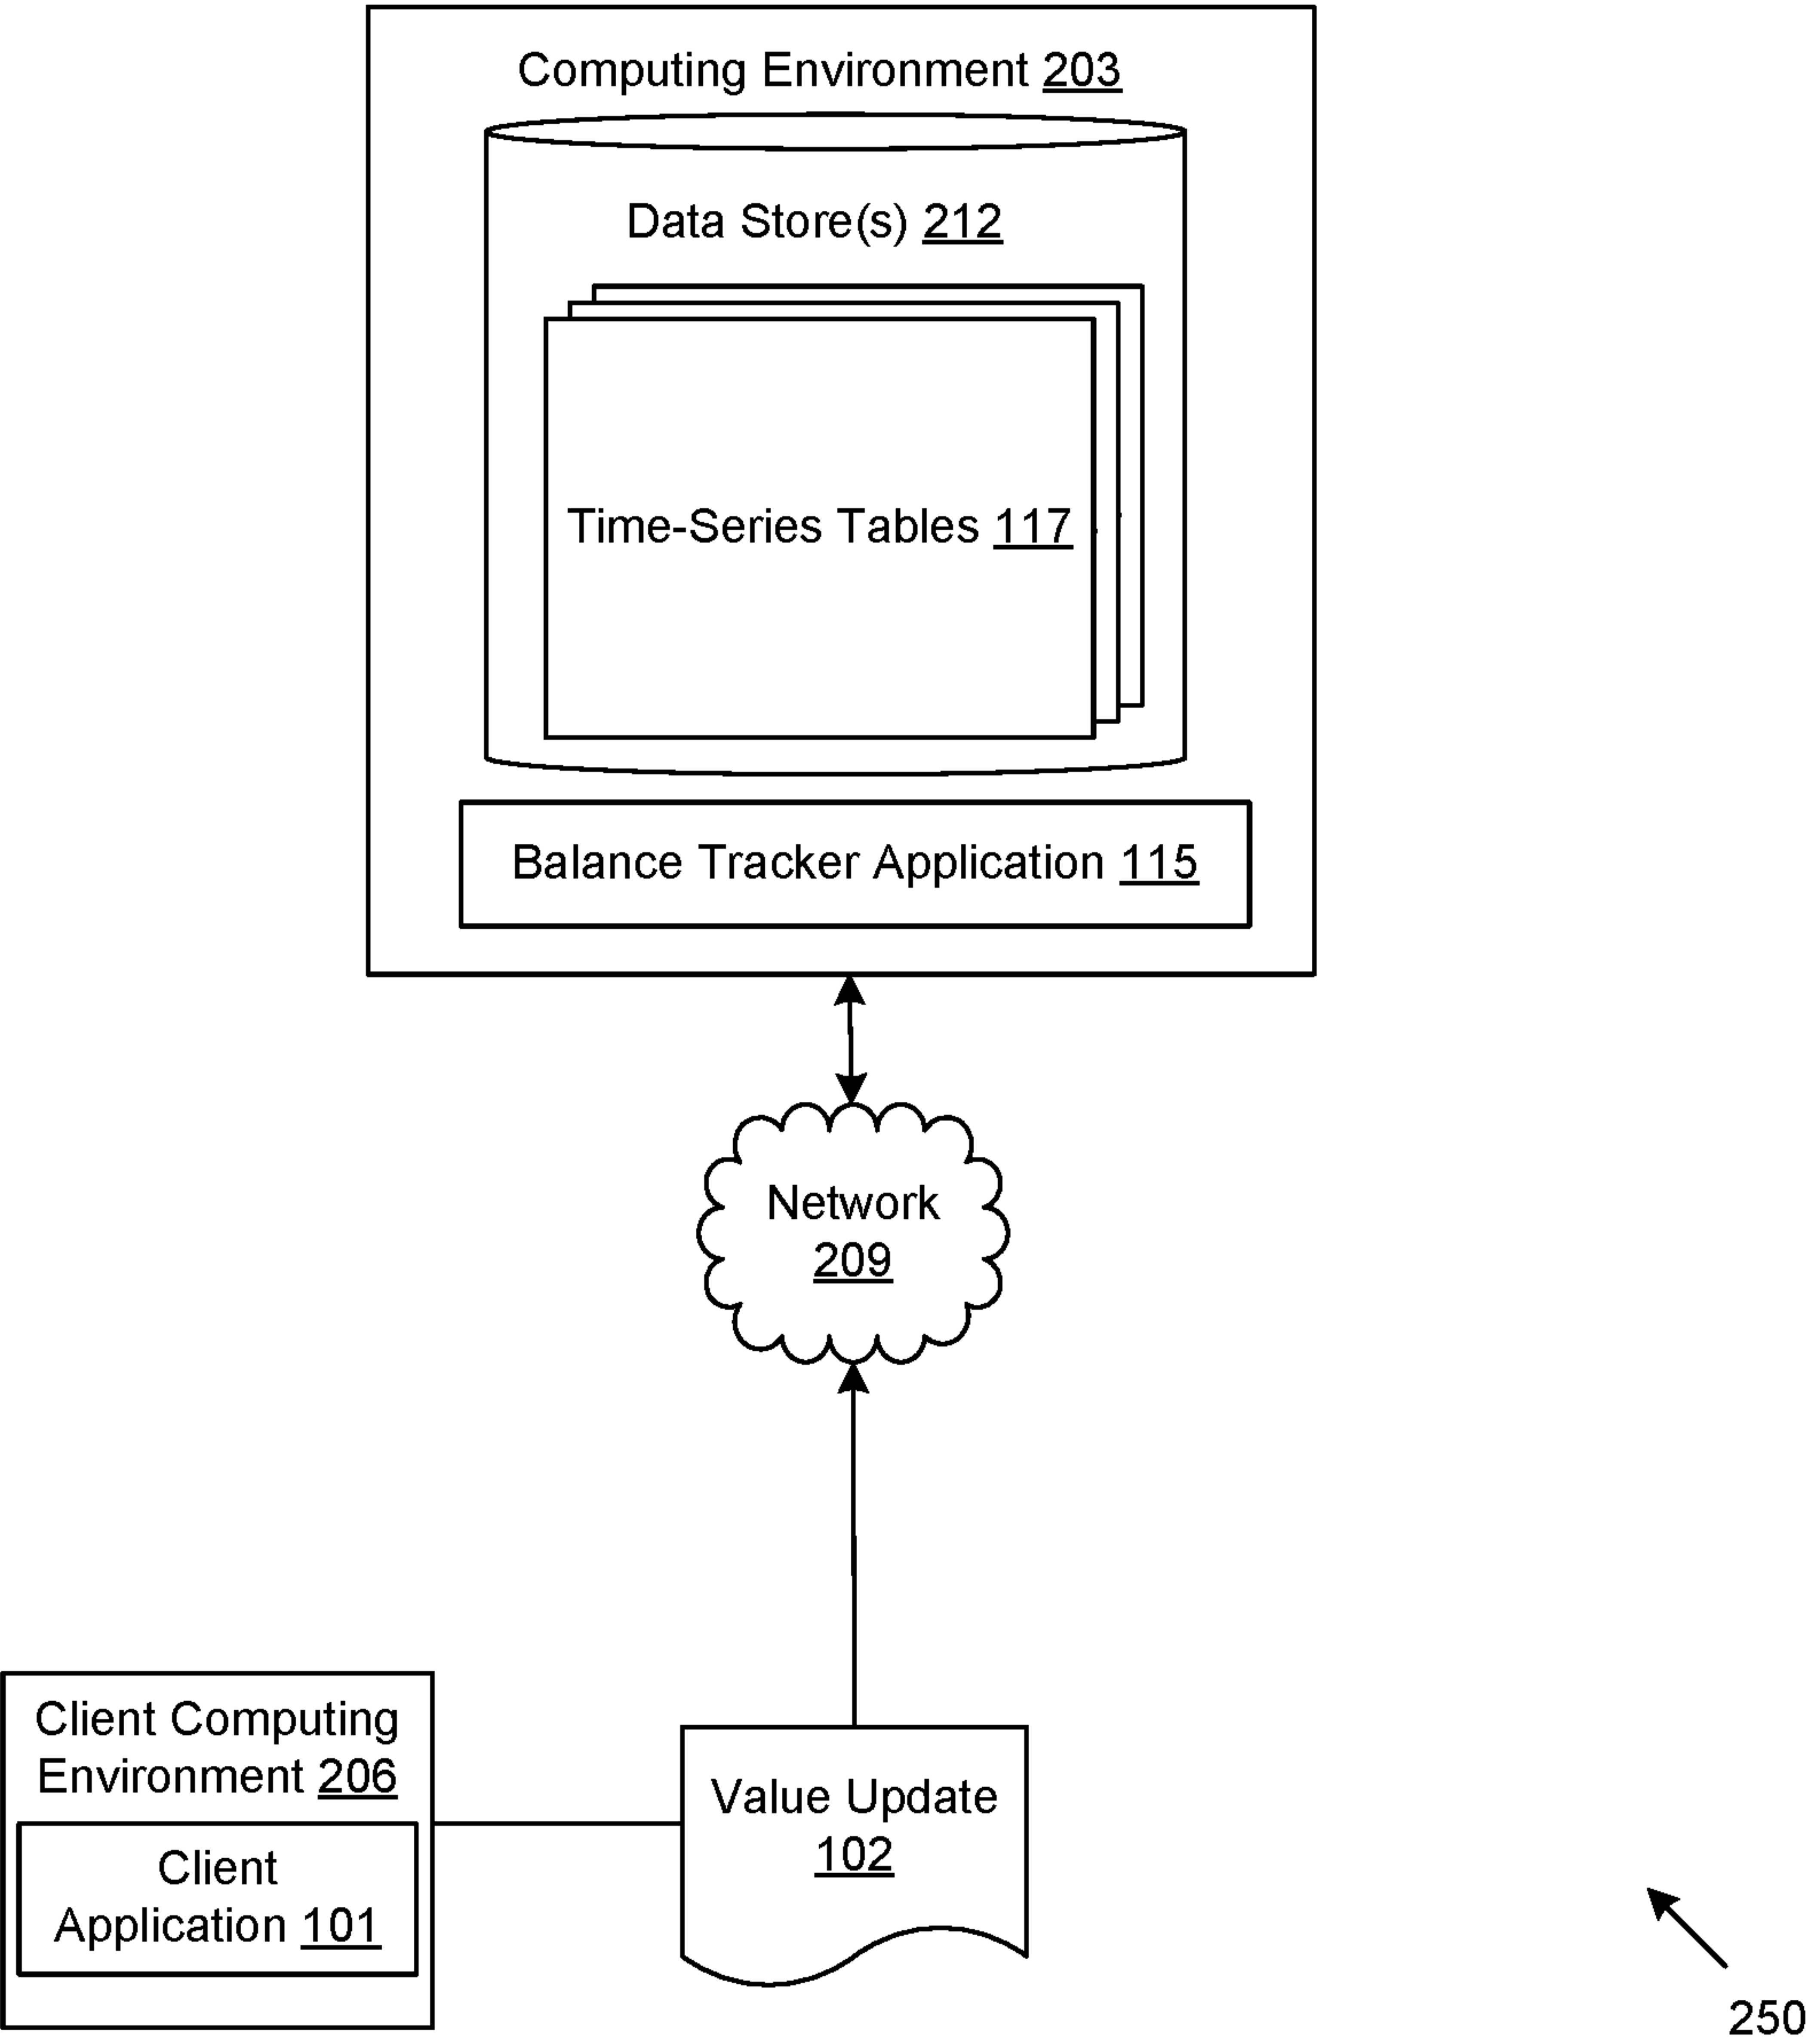 Computing Environment 203
Data Store(s) 212
Time-Series Tables 117
Balance Tracker Application 115
Network
209
Client Computing
Environment 206
Client
Application 101
Value Update
102
250